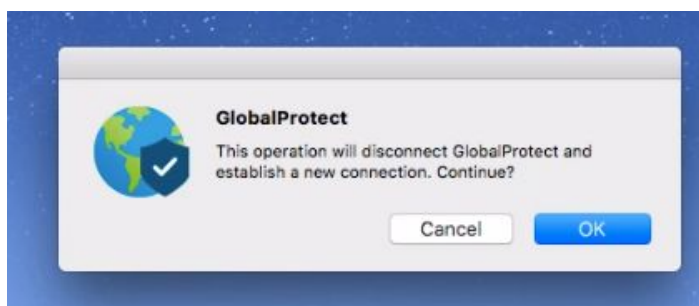 GlobalProtect
This operation will disconnect GlobalProtect and
establish a new connection. Continue?
Cancel
OK